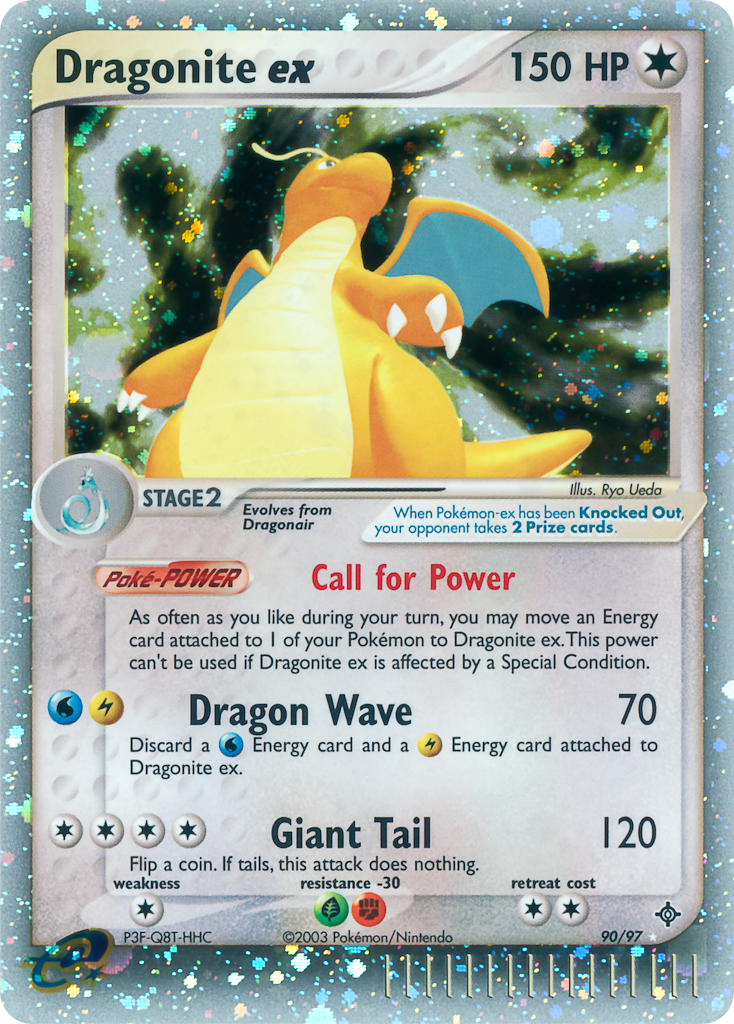 Dragonite ex 150 HP
Illus. Ryo Ueda
STAGE2
Evolves from
Dragonair
When Pokémon-ex has been Knocked Out,
your opponent takes 2 Prize cards.
Poké-POWER Call for Power
As often as you like during your turn, you may move an Energy
card attached to 1 of your Pokémon to Dragonite ex. This power
can't be used if Dragonite ex is affected by a Special Condition.
Dragon Wave 70
Discard a Energy card and a Energy card attached to
Dragonite ex.
Giant Tail 120
Flip a coin. If tails, this attack does nothing.
weakness resistance -30 retreat cost
P3F-Q8T-HHC ©2003 Pokémon/Nintendo 90/97 ★
e